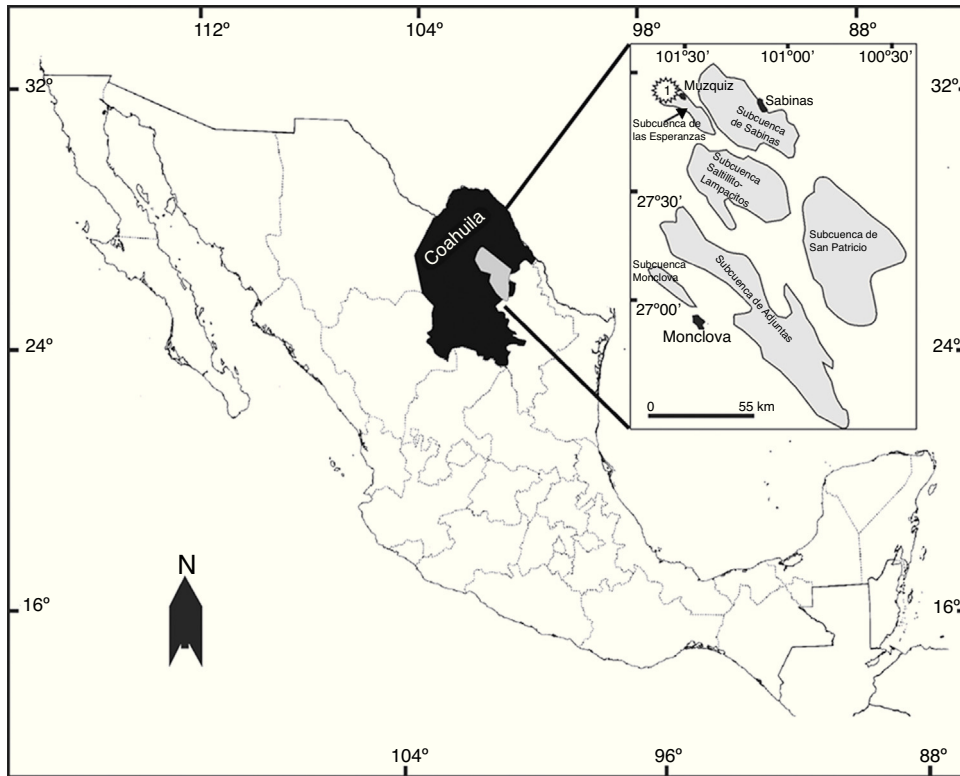 112º
104º
98º
88º
32º
32º
24º
24º
16º
16º
Coahuila
N
104º
96º
88º
101º30'
101º00'
100º30'
1
Muzquiz
Sabinas
Subcuenca de
las Esperanzas
Subcuenca
de Sabinas
Subcuenca
Saltillito-
Lampacitos
27º30'
Subcuenca de
San Patricio
Subcuenca
Monclova
Subcuenca de Adjuntas
27º00'
Monclova
0
55 km